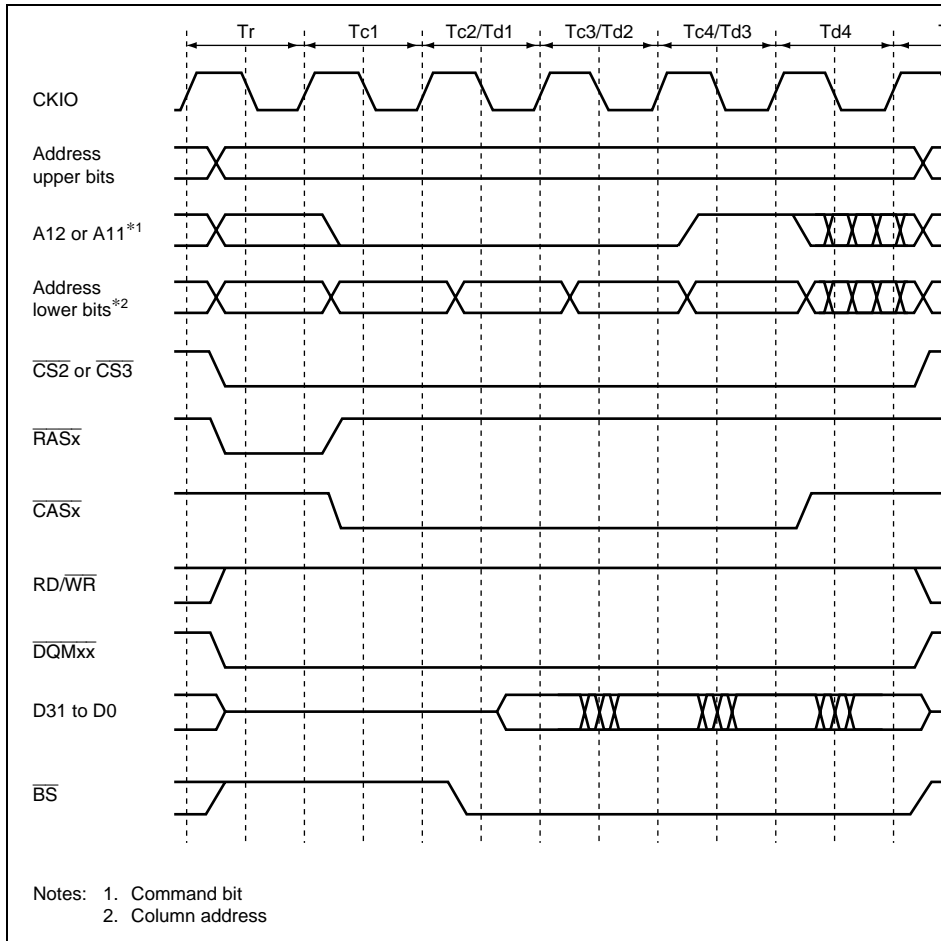 Tr Tc1 Tc2/Td1 Tc3/Td2 Tc4/Td3 Td4
CKIO
Address
upper bits
A12 or A11*1
Address
lower bits*2
CS2 or CS3
RASx
CASx
RD/WR
DQMxx
D31 to D0
BS
Notes: 1. Command bit
2. Column address